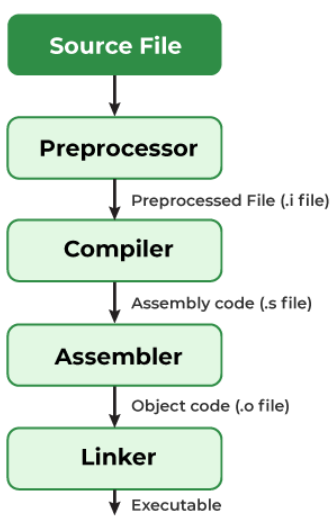 Source File
Preprocessor
Preprocessed File (.i file)
Compiler
Assembly code (.s file)
Assembler
Object code (.o file)
Linker
Executable